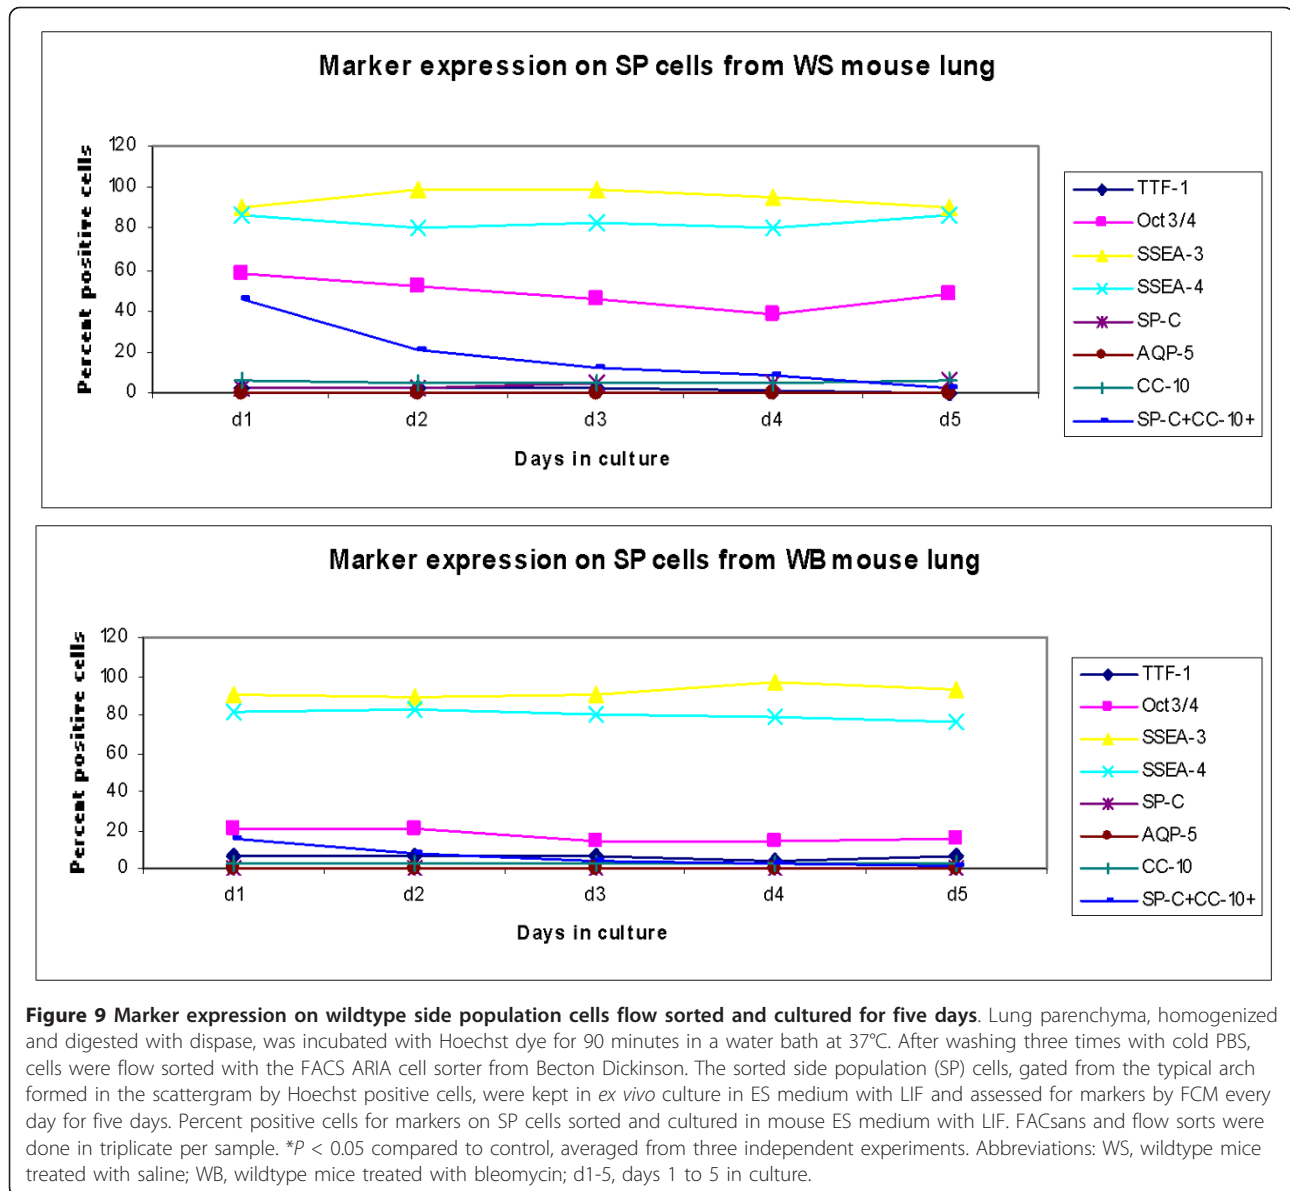 Marker expression on SP cells from WS mouse lung
Percent positive cells
120
100
80
60
40
20
0
d1 d2 d3 d4 d5
Days in culture
TTF-1
Oct3/4
SSEA-3
SSEA-4
SP-C
AQP-5
CC-10
SP-C+CC-10+
Marker expression on SP cells from WB mouse lung
Percent positive cells
120
100
80
60
40
20
0
d1 d2 d3 d4 d5
Days in culture
TTF-1
Oct3/4
SSEA-3
SSEA-4
SP-C
AQP-5
CC-10
SP-C+CC-10+
Figure 9 Marker expression on wildtype side population cells flow sorted and cultured for five days. Lung parenchyma, homogenized
and digested with dispase, was incubated with Hoechst dye for 90 minutes in a water bath at 37°C. After washing three times with cold PBS,
cells were flow sorted with the FACS ARIA cell sorter from Becton Dickinson. The sorted side population (SP) cells, gated from the typical arch
formed in the scattergram by Hoechst positive cells, were kept in ex vivo culture in ES medium with LIF and assessed for markers by FCM every
day for five days. Percent positive cells for markers on SP cells sorted and cultured in mouse ES medium with LIF. FACsans and flow sorts were
done in triplicate per sample. *P < 0.05 compared to control, averaged from three independent experiments. Abbreviations: WS, wildtype mice
treated with saline; WB, wildtype mice treated with bleomycin; d1-5, days 1 to 5 in culture.